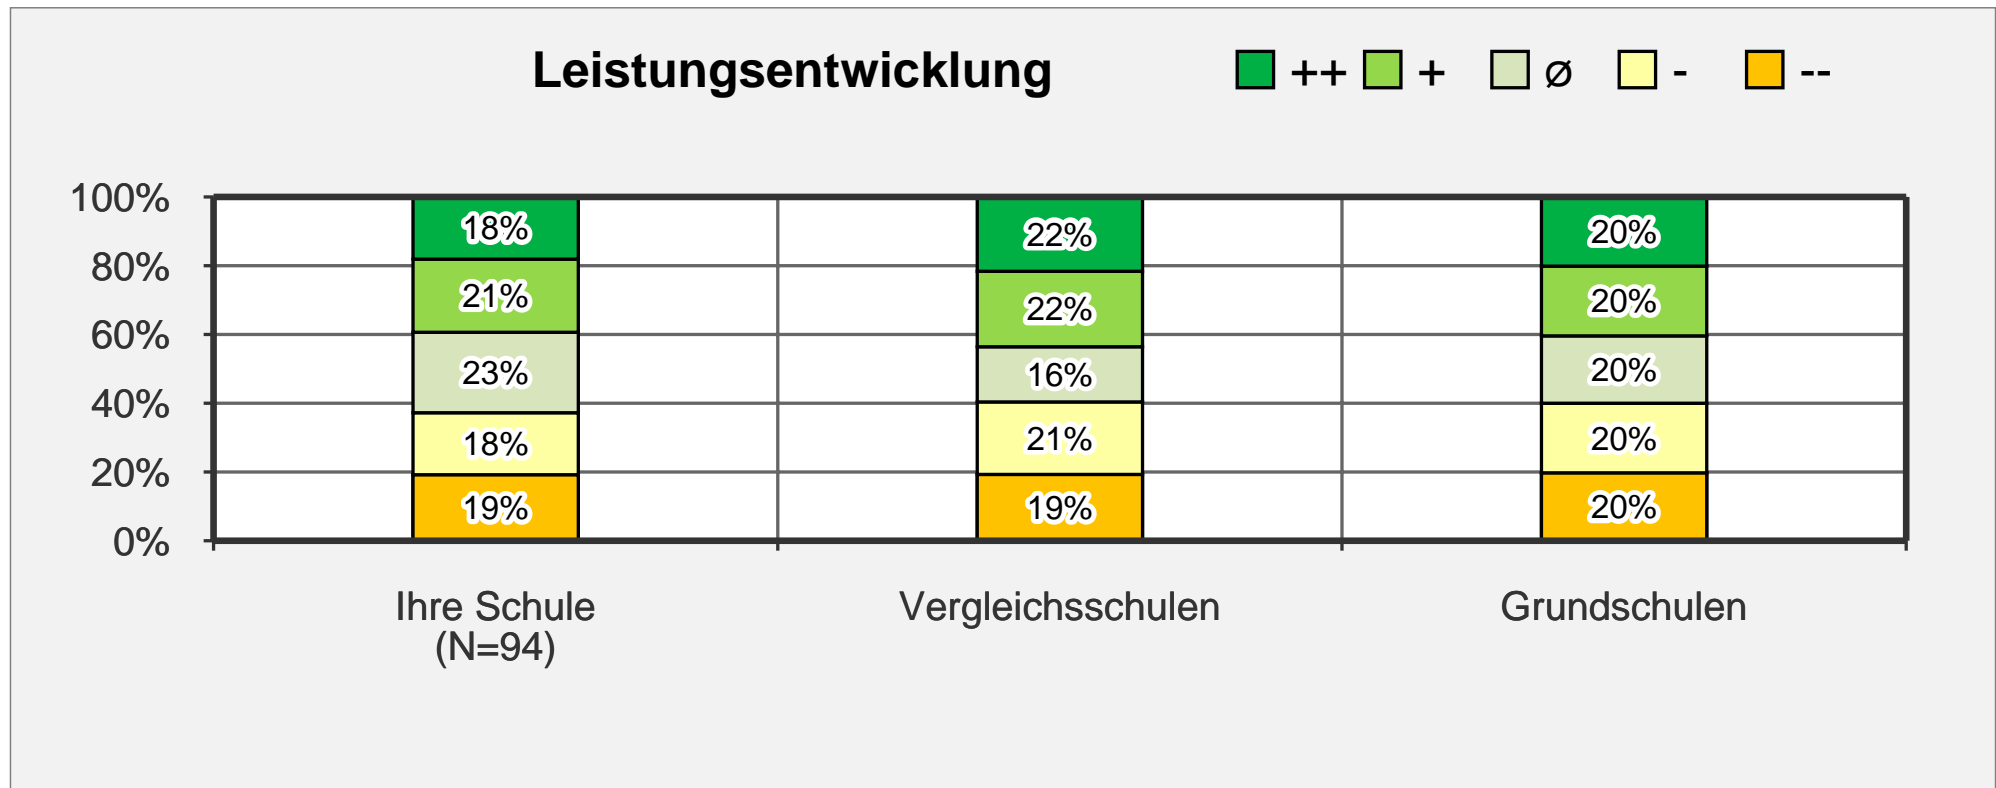 Leistungsentwicklung ++ + ø - --
100% 18% 22% 20%
80% 21% 22% 20%
60% 23% 16% 20%
40% 18% 21% 20%
20% 19% 19% 20%
0%
Ihre Schule Vergleichsschulen Grundschulen
(N=94)